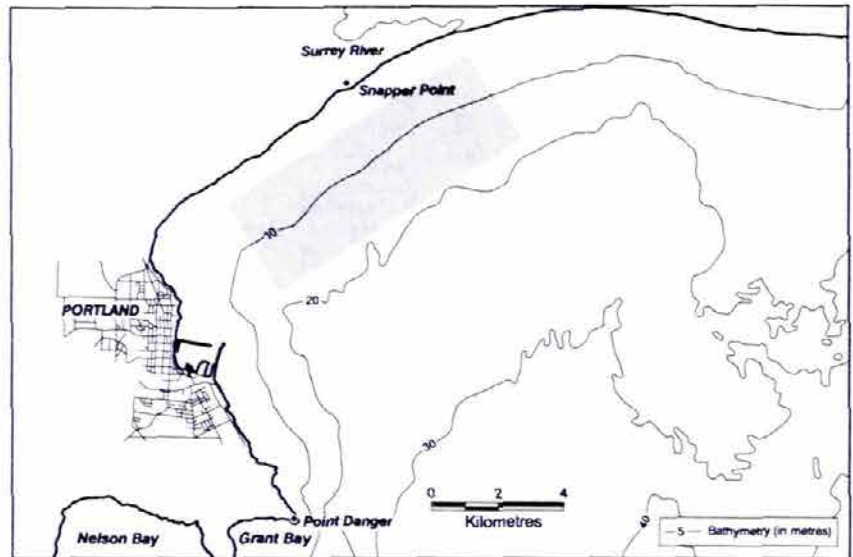 Surrey River
Snapper Point
10
20
PORTLAND
30
0 2 4
Kilometres
Point Danger
Nelson Bay
Grant Bay
40
5 Bathymetry (in metres)